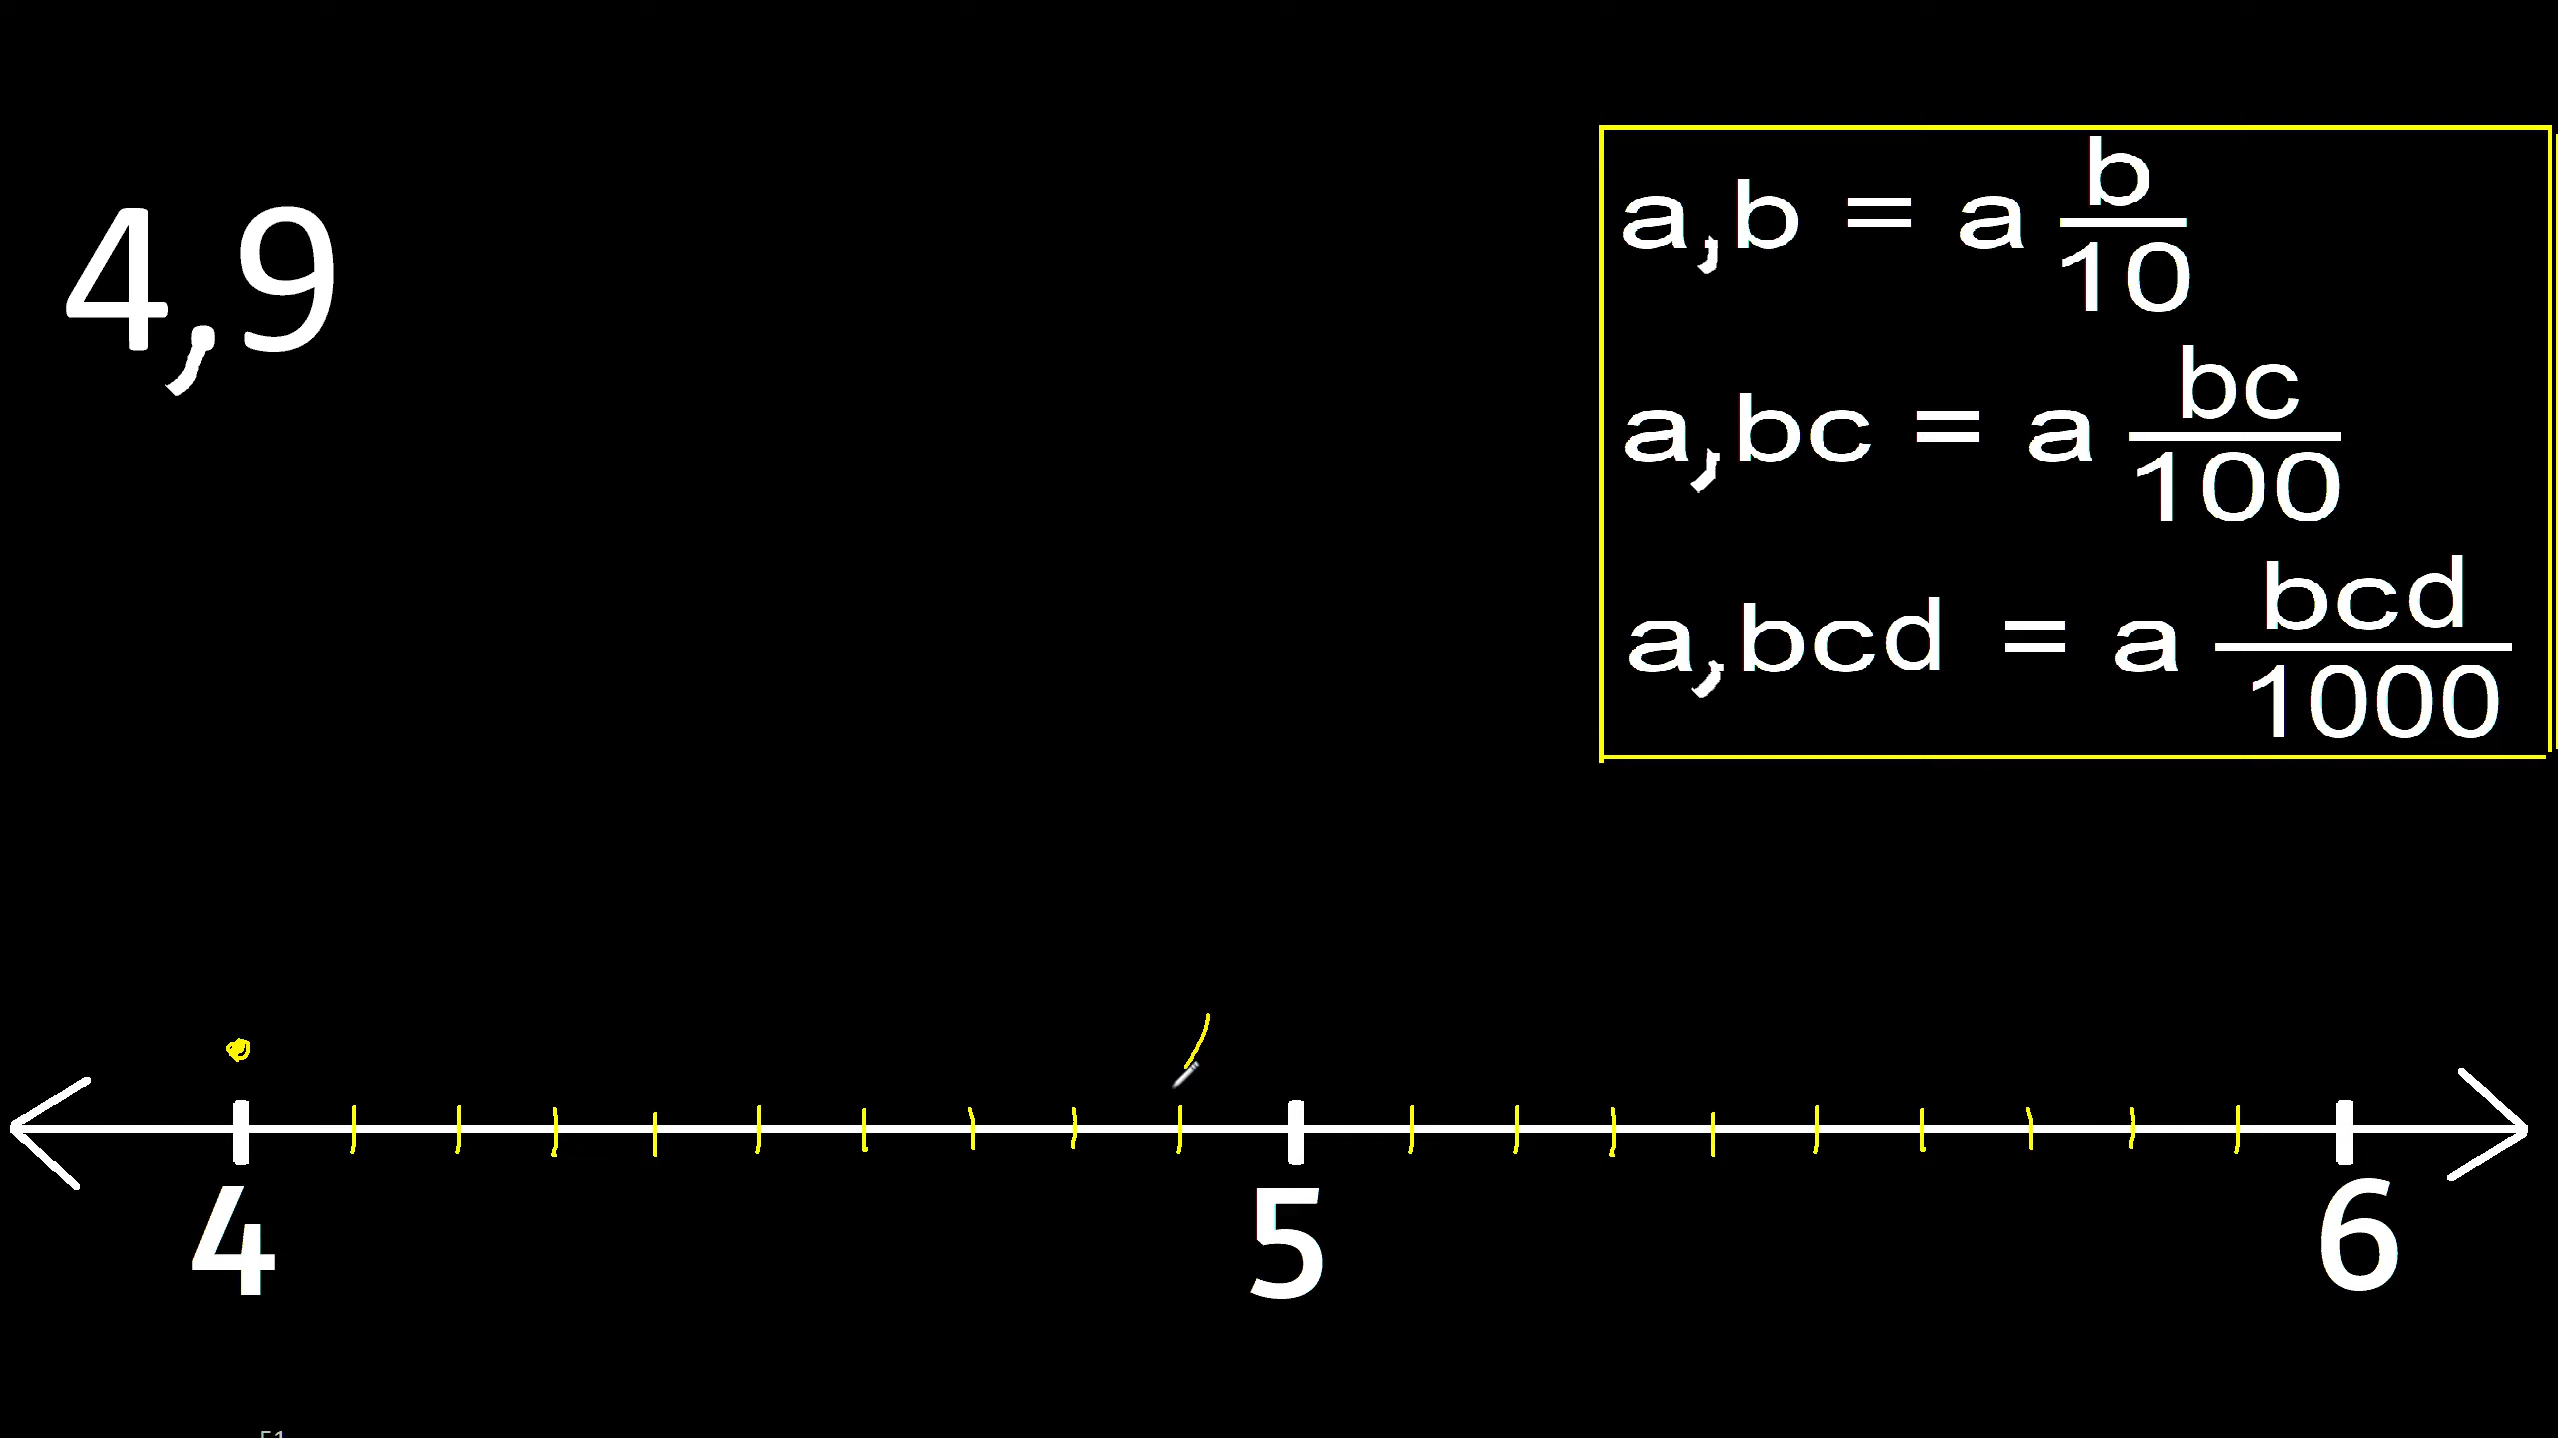 4,9
a,b = a b/10
a,bc = a bc/100
a,bcd = a bcd/1000
4 5 6